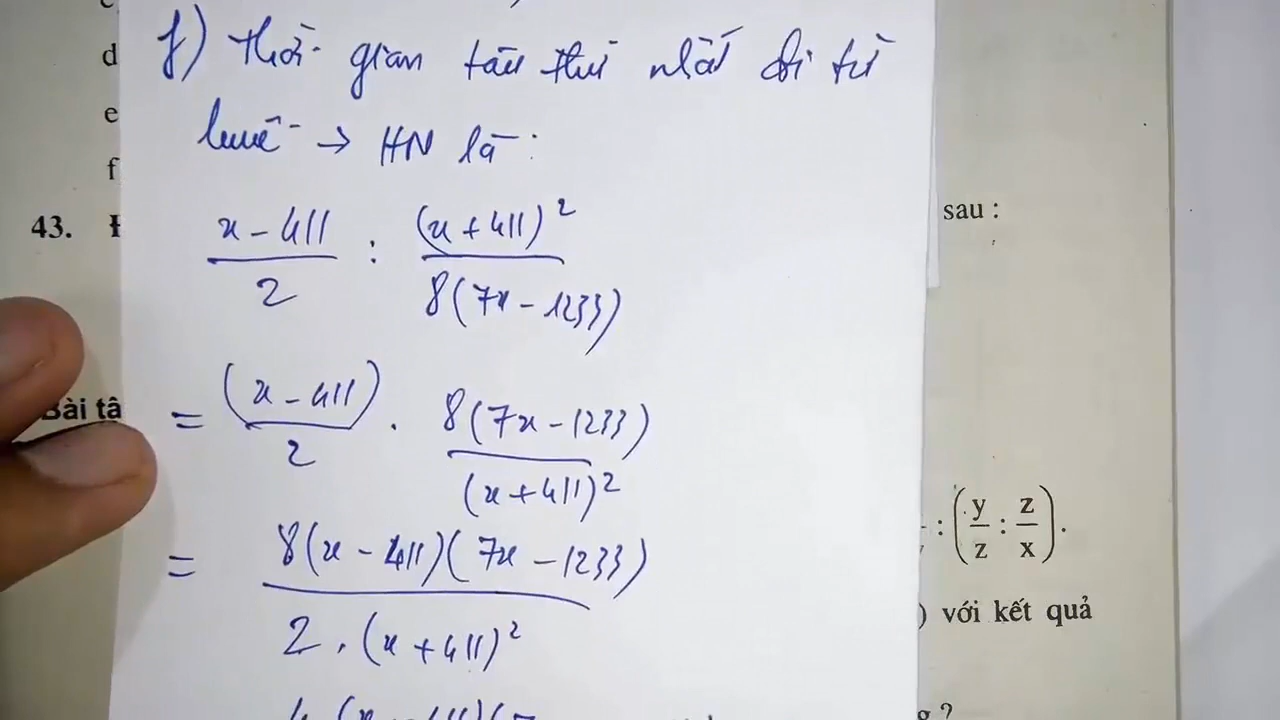 d
e
f
43.
sau :
Bài tậ
f) Thời gian tàu thứ nhất đi từ
Huế → HN là :
x - 411 / 2 : (x + 411)² / 8(7x - 1233)
= (x - 411) / 2 . 8(7x - 1233) / (x + 411)²
= 8(x - 411)(7x - 1233) / 2 . (x + 411)²
: (y/z : z/x).
) với kết quả
?